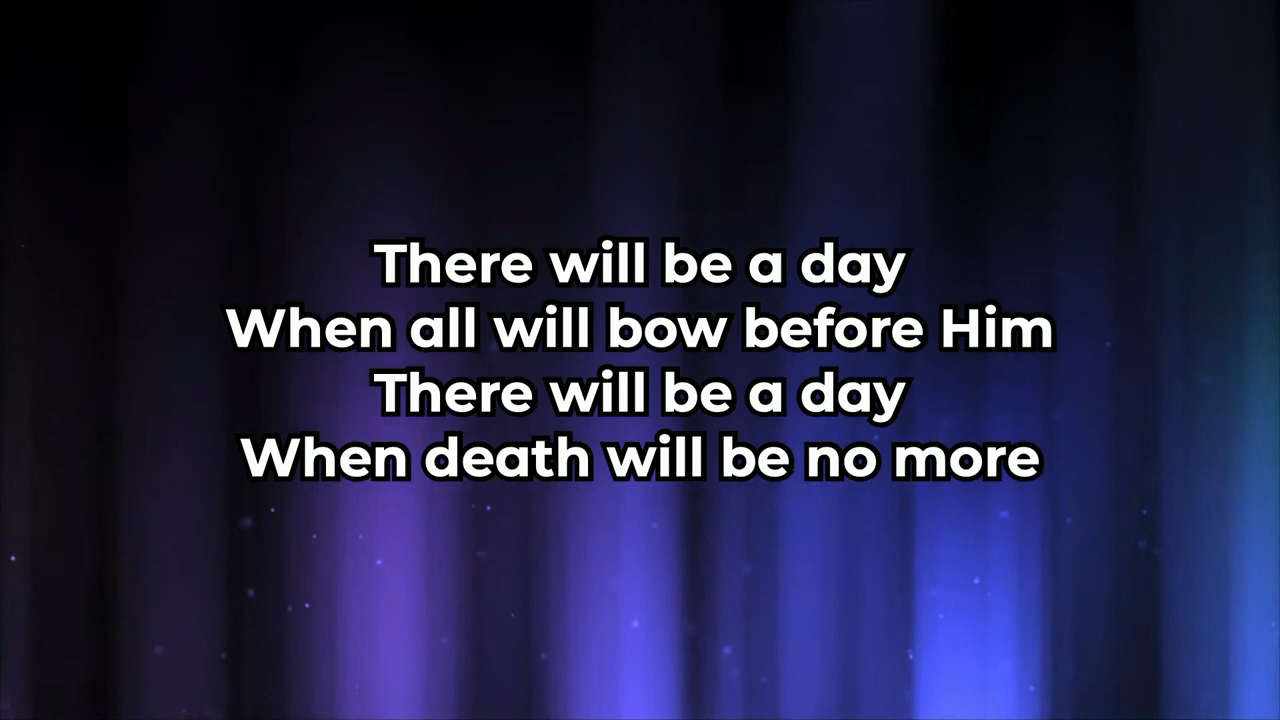 There will be a day
When all will bow before Him
There will be a day
When death will be no more